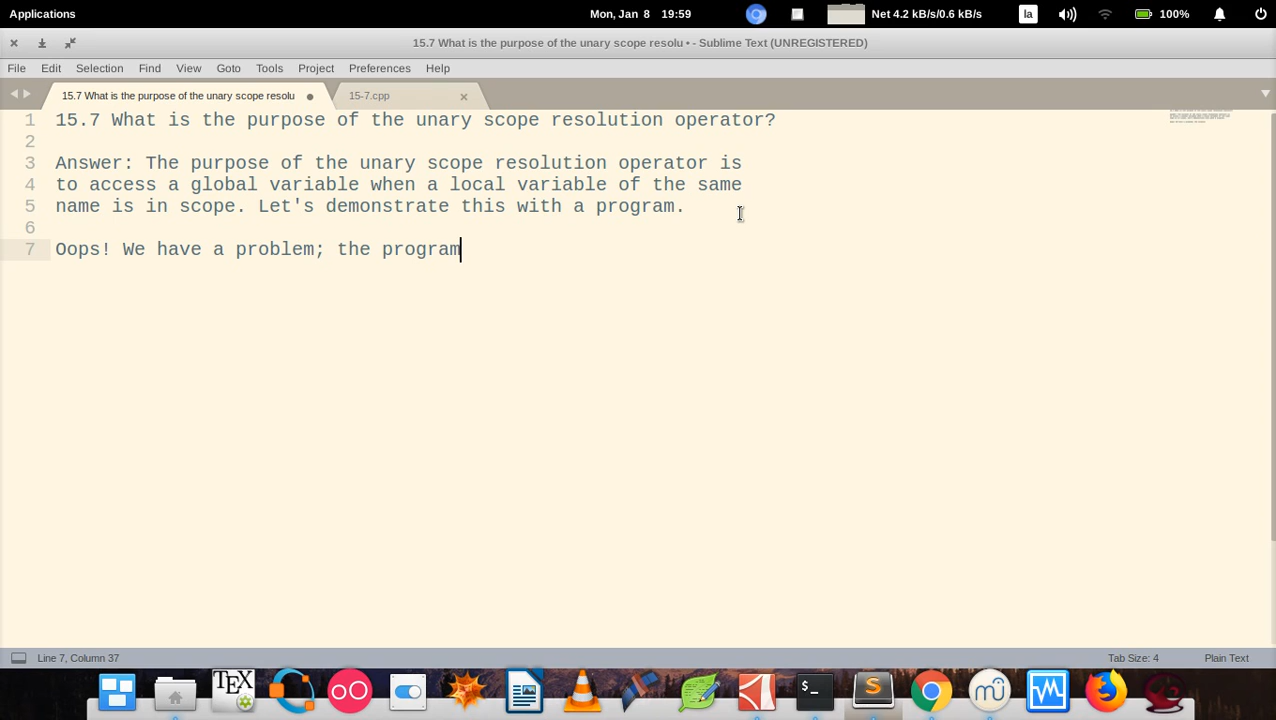 Applications
Mon, Jan 8 19:59
Net 4.2 kB/s/0.6 kB/s
la
100%
15.7 What is the purpose of the unary scope resolu • - Sublime Text (UNREGISTERED)
File Edit Selection Find View Goto Tools Project Preferences Help
15.7 What is the purpose of the unary scope resolu
15-7.cpp
1 15.7 What is the purpose of the unary scope resolution operator?
2
3 Answer: The purpose of the unary scope resolution operator is
4 to access a global variable when a local variable of the same
5 name is in scope. Let's demonstrate this with a program.
6
7 Oops! We have a problem; the program
Line 7, Column 37
Tab Size: 4
Plain Text
TEX
>_
S
mu